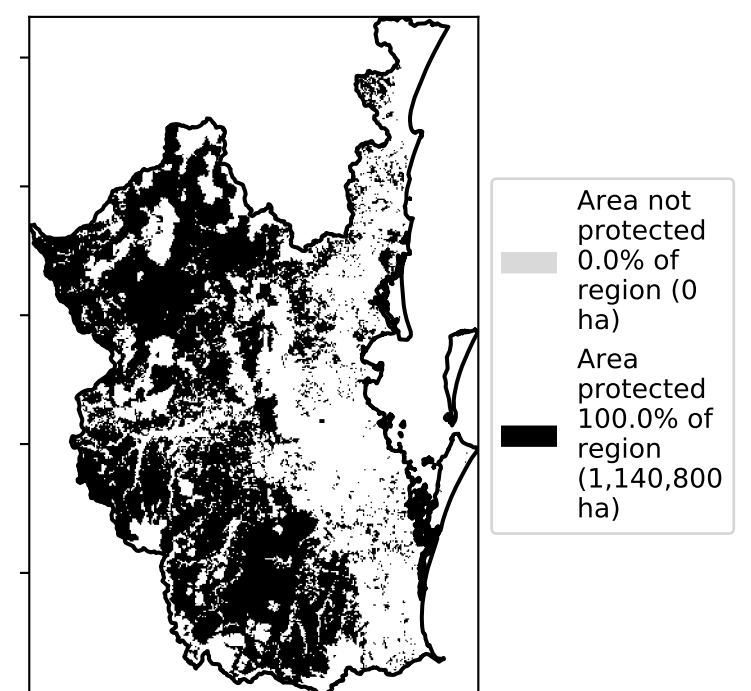 Area not
protected
0.0% of
region (0
ha)
Area
protected
100.0% of
region
(1,140,800
ha)